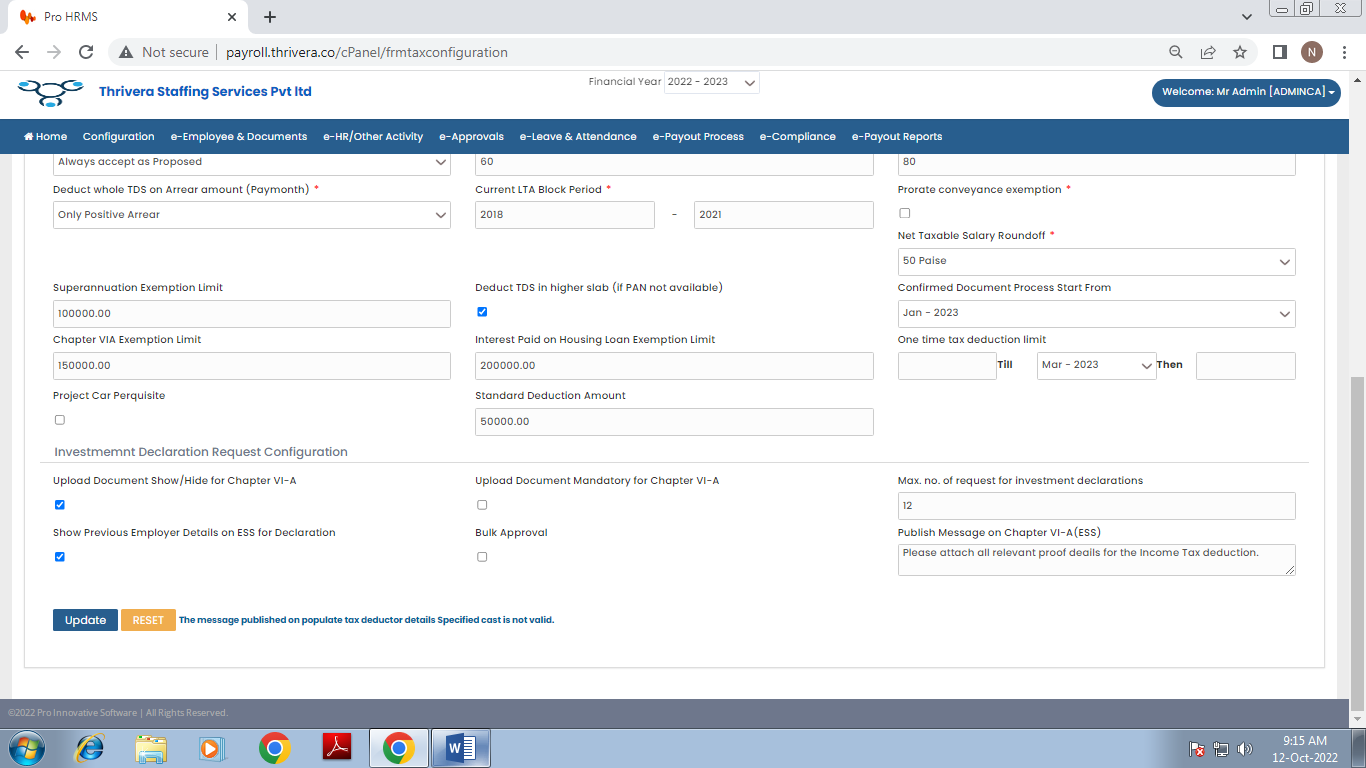 Pro HRMS
Not secure | payroll.thrivera.co/cPanel/frmtaxconfiguration
N
Thrivera Staffing Services Pvt ltd
Financial Year 2022 - 2023
Welcome: Mr Admin [ADMINCA]
Home Configuration e-Employee & Documents e-HR/Other Activity e-Approvals e-Leave & Attendance e-Payout Process e-Compliance e-Payout Reports
Always accept as Proposed 60 80
Deduct whole TDS on Arrear amount (Paymonth) * Current LTA Block Period * Prorate conveyance exemption *
Only Positive Arrear 2018 - 2021
Net Taxable Salary Roundoff *
50 Paise
Superannuation Exemption Limit Deduct TDS in higher slab (if PAN not available) Confirmed Document Process Start From
100000.00 Jan - 2023
Chapter VIA Exemption Limit Interest Paid on Housing Loan Exemption Limit One time tax deduction limit
150000.00 200000.00 Till Mar - 2023 Then
Project Car Perquisite Standard Deduction Amount
50000.00
Investmemnt Declaration Request Configuration
Upload Document Show/Hide for Chapter VI-A Upload Document Mandatory for Chapter VI-A Max. no. of request for investment declarations
12
Show Previous Employer Details on ESS for Declaration Bulk Approval Publish Message on Chapter VI-A(ESS)
Please attach all relevant proof deails for the Income Tax deduction.
Update RESET The message published on populate tax deductor details Specified cast is not valid.
©2022 Pro Innovative Software | All Rights Reserved.
9:15 AM
12-Oct-2022